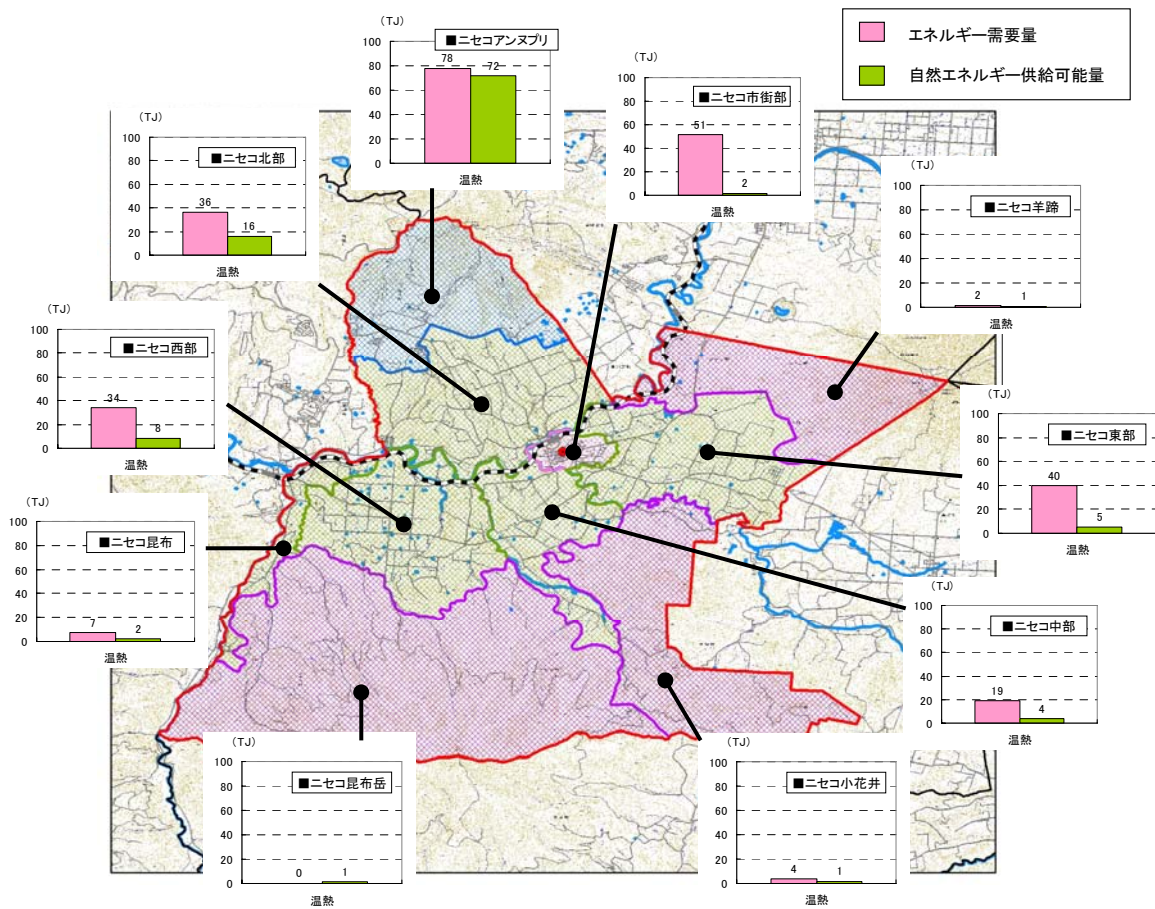 エネルギー需要量
自然エネルギー供給可能量
(TJ)
■ニセコアンヌプリ
100
80
60
40
20
0
78
72
温熱
(TJ)
■ニセコ市街部
100
80
60
40
20
0
51
2
温熱
(TJ)
■ニセコ北部
100
80
60
40
20
0
36
16
温熱
(TJ)
■ニセコ羊蹄
100
80
60
40
20
0
2
1
温熱
(TJ)
■ニセコ西部
100
80
60
40
20
0
34
8
温熱
(TJ)
■ニセコ東部
100
80
60
40
20
0
40
5
温熱
(TJ)
■ニセコ昆布
100
80
60
40
20
0
7
2
温熱
(TJ)
■ニセコ中部
100
80
60
40
20
0
19
4
温熱
(TJ)
■ニセコ昆布岳
100
80
60
40
20
0
0
1
温熱
(TJ)
■ニセコ小花井
100
80
60
40
20
0
4
1
温熱